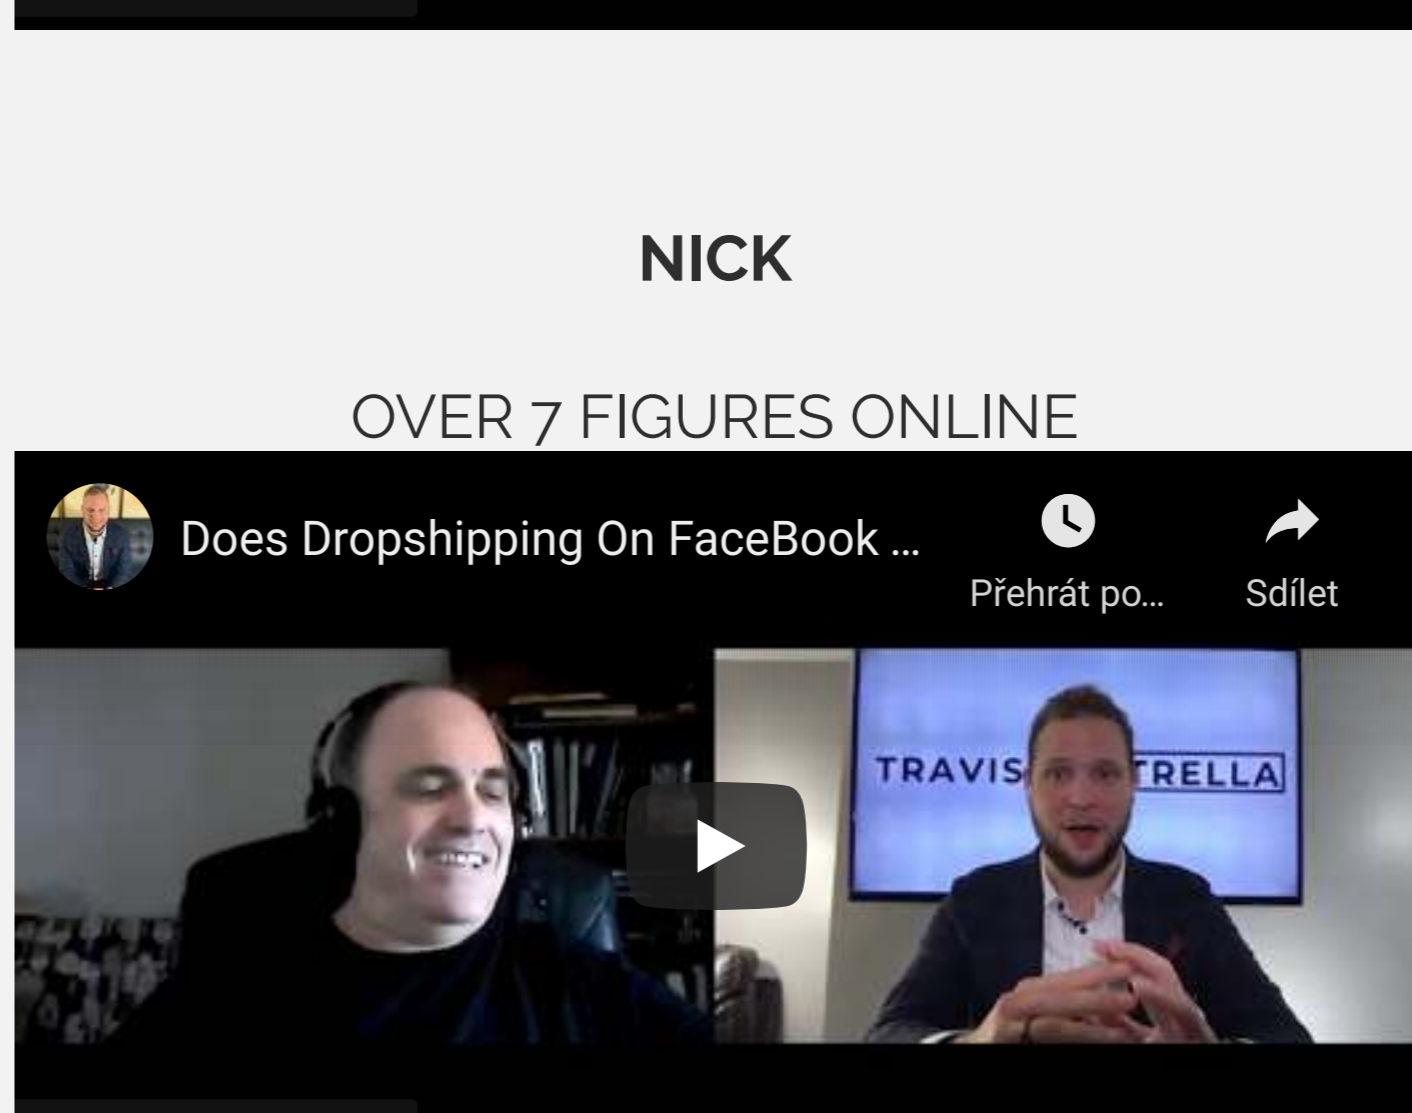 NICK
OVER 7 FIGURES ONLINE
Does Dropshipping On FaceBook ...
Přehrát po...
Sdílet
TRAVIS TRELLA